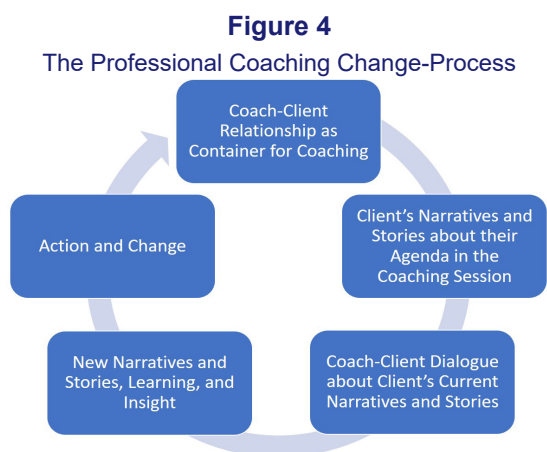 Figure 4
The Professional Coaching Change-Process
Coach-Client
Relationship as
Container for Coaching
Client's Narratives and
Stories about their
Agenda in the
Coaching Session
Coach-Client Dialogue
about Client's Current
Narratives and Stories
New Narratives and
Stories, Learning, and
Insight
Action and Change